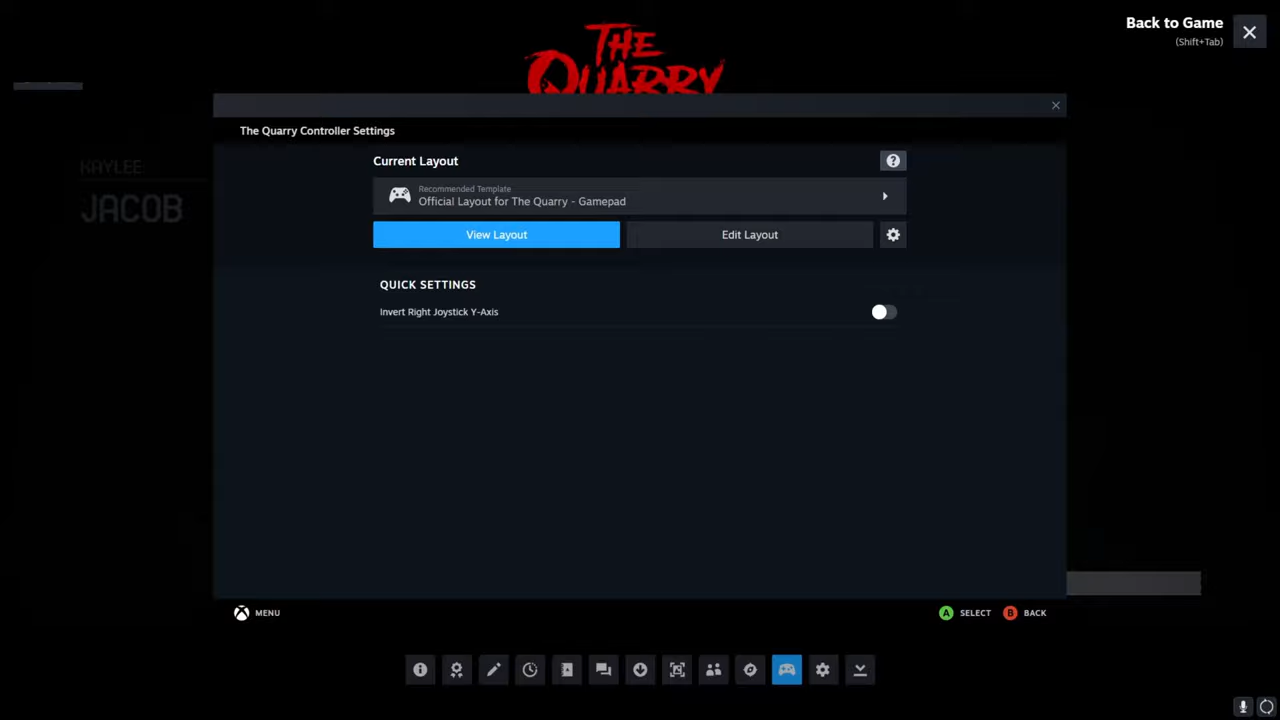 THE
QUARRY
Back to Game
(Shift+Tab)
The Quarry Controller Settings
KAYLEE
JACOB
Current Layout
?
Recommended Template
Official Layout for The Quarry - Gamepad
View Layout
Edit Layout
QUICK SETTINGS
Invert Right Joystick Y-Axis
MENU
A SELECT
B BACK